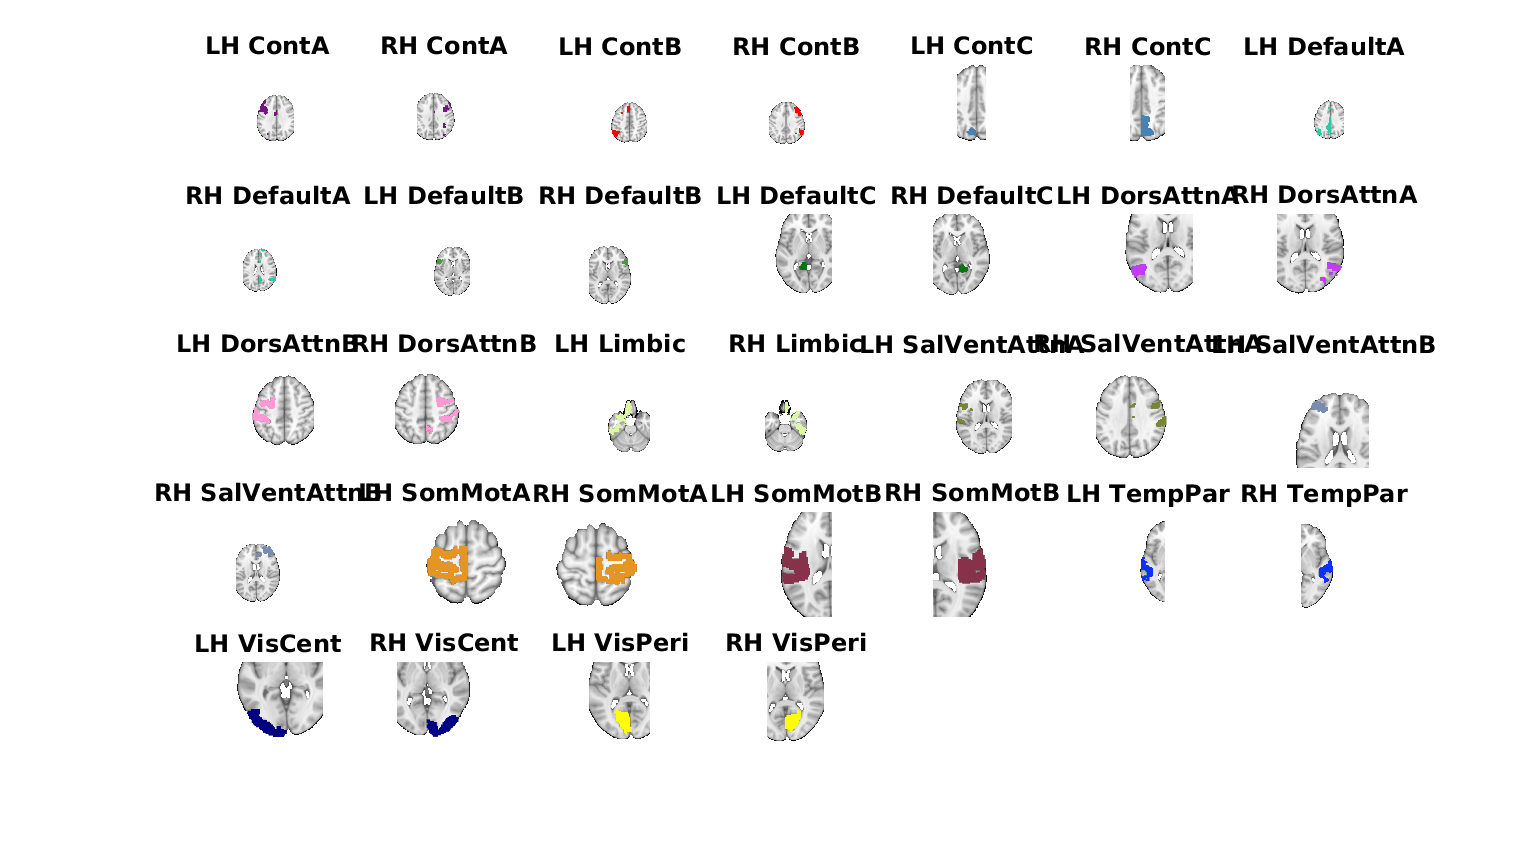 LH ContA RH ContA LH ContB RH ContB LH ContC RH ContC LH DefaultA
RH DefaultA LH DefaultB RH DefaultB LH DefaultC RH DefaultC LH DorsAttnA RH DorsAttnA
LH DorsAttnB RH DorsAttnB LH Limbic RH Limbic LH SalVentAttnA RH SalVentAttnA LH SalVentAttnB
RH SalVentAttnB LH SomMotA RH SomMotA LH SomMotB RH SomMotB LH TempPar RH TempPar
LH VisCent RH VisCent LH VisPeri RH VisPeri